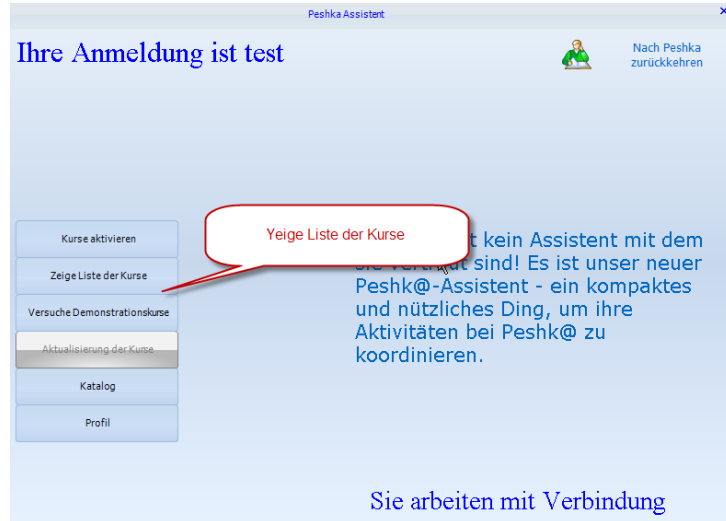 Peshka Assistent
x
Ihre Anmeldung ist test
Nach Peshka
zurückkehren
Kurse aktivieren
Zeige Liste der Kurse
Versuche Demonstrationskurse
Aktualisierung der Kurse
Katalog
Profil
Yeige Liste der Kurse
t kein Assistent mit dem
sind! Es ist unser neuer
Peshk@-Assistent - ein kompaktes
und nützliches Ding, um ihre
Aktivitäten bei Peshk@ zu
koordinieren.
Sie arbeiten mit Verbindung